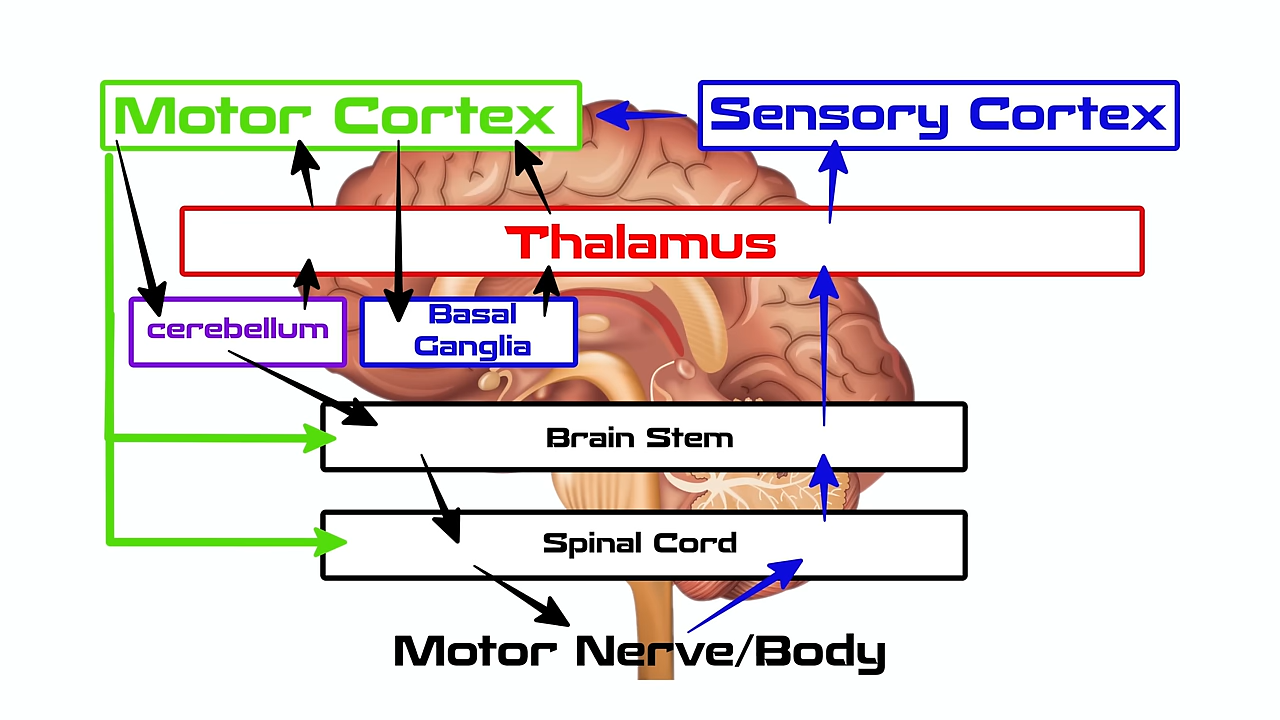 Motor Cortex
Sensory Cortex
Thalamus
cerebellum
Basal
Ganglia
Brain Stem
Spinal Cord
Motor Nerve/Body